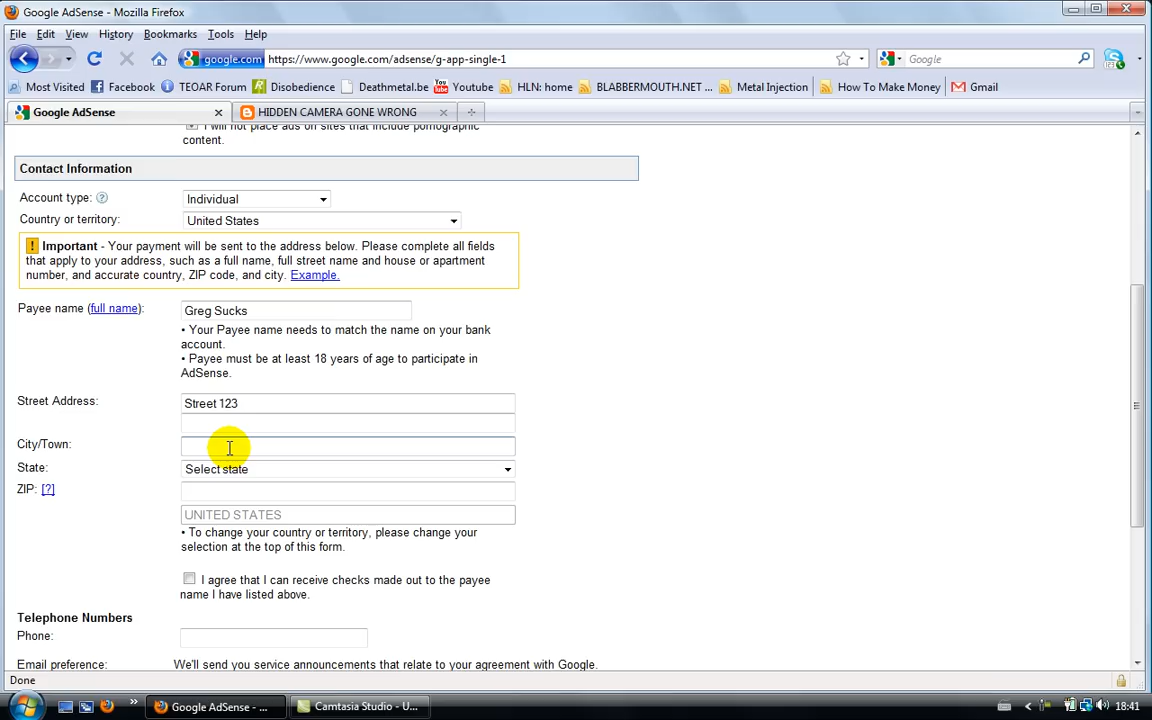 Google AdSense - Mozilla Firefox
File Edit View History Bookmarks Tools Help
google.com https://www.google.com/adsense/g-app-single-1 Google
Most Visited Facebook TEOAR Forum Disobedience Deathmetal.be Youtube HLN: home BLABBERMOUTH.NET ... Metal Injection How To Make Money Gmail
Google AdSense HIDDEN CAMERA GONE WRONG
I will not place ads on sites that include pornographic
content.
Contact Information
Account type: ? Individual
Country or territory: United States
! Important - Your payment will be sent to the address below. Please complete all fields
that apply to your address, such as a full name, full street name and house or apartment
number, and accurate country, ZIP code, and city. Example.
Payee name (full name): Greg Sucks
• Your Payee name needs to match the name on your bank
account.
• Payee must be at least 18 years of age to participate in
AdSense.
Street Address: Street 123
City/Town:
State: Select state
ZIP: [?]
UNITED STATES
• To change your country or territory, please change your
selection at the top of this form.
I agree that I can receive checks made out to the payee
name I have listed above.
Telephone Numbers
Phone:
Email preference: We'll send you service announcements that relate to your agreement with Google.
Done
Google AdSense - ... Camtasia Studio - U... 18:41